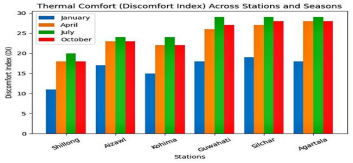 Thermal Comfort (Discomfort Index) Across Stations and Seasons
January
April
July
October
Discomfort Index (DI)
30
25
20
15
10
5
0
Shillong
Aizawl
Kohima
Guwahati
Silchar
Agartala
Stations